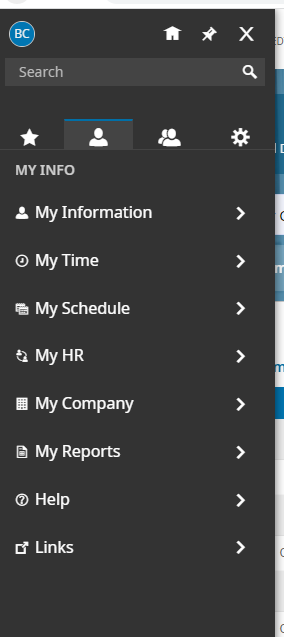 BC
Search
MY INFO
My Information
My Time
My Schedule
My HR
My Company
My Reports
Help
Links